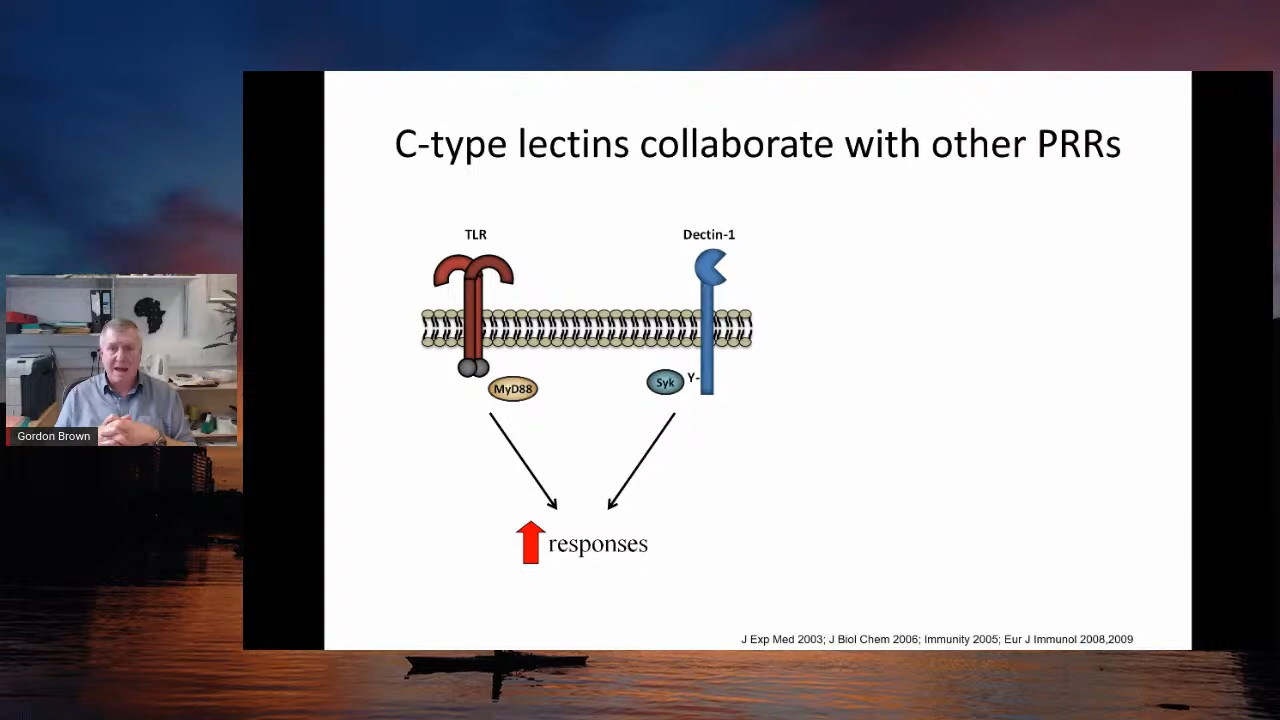 C-type lectins collaborate with other PRRs
TLR
Dectin-1
MyD88
Syk
Y-
Gordon Brown
responses
J Exp Med 2003; J Biol Chem 2006; Immunity 2005; Eur J Immunol 2008,2009